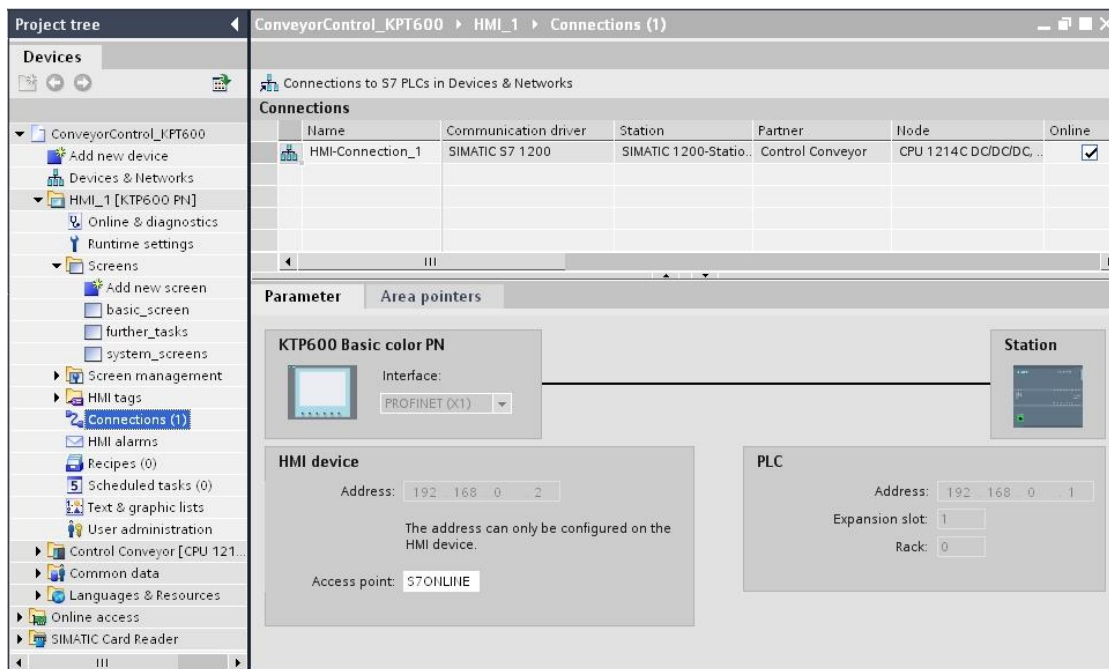 Project tree
ConveyorControl_KPT600 ▸ HMI_1 ▸ Connections (1)
Devices
Connections to S7 PLCs in Devices & Networks
Connections
Name Communication driver Station Partner Node Online
HMI-Connection_1 SIMATIC S7 1200 SIMATIC 1200-Statio.. Control Conveyor CPU 1214C DC/DC/DC, ..
ConveyorControl_KPT600
Add new device
Devices & Networks
HMI_1 [KTP600 PN]
Online & diagnostics
Runtime settings
Screens
Add new screen
basic_screen
further_tasks
system_screens
Screen management
HMI tags
Connections (1)
HMI alarms
Recipes (0)
Scheduled tasks (0)
Text & graphic lists
User administration
Control Conveyor [CPU 121...
Common data
Languages & Resources
Online access
SIMATIC Card Reader
Parameter Area pointers
KTP600 Basic color PN
Interface:
PROFINET (X1)
Station
HMI device
Address: 192 . 168 . 0 . 2
The address can only be configured on the
HMI device.
Access point: S7ONLINE
PLC
Address: 192 . 168 . 0 . 1
Expansion slot: 1
Rack: 0